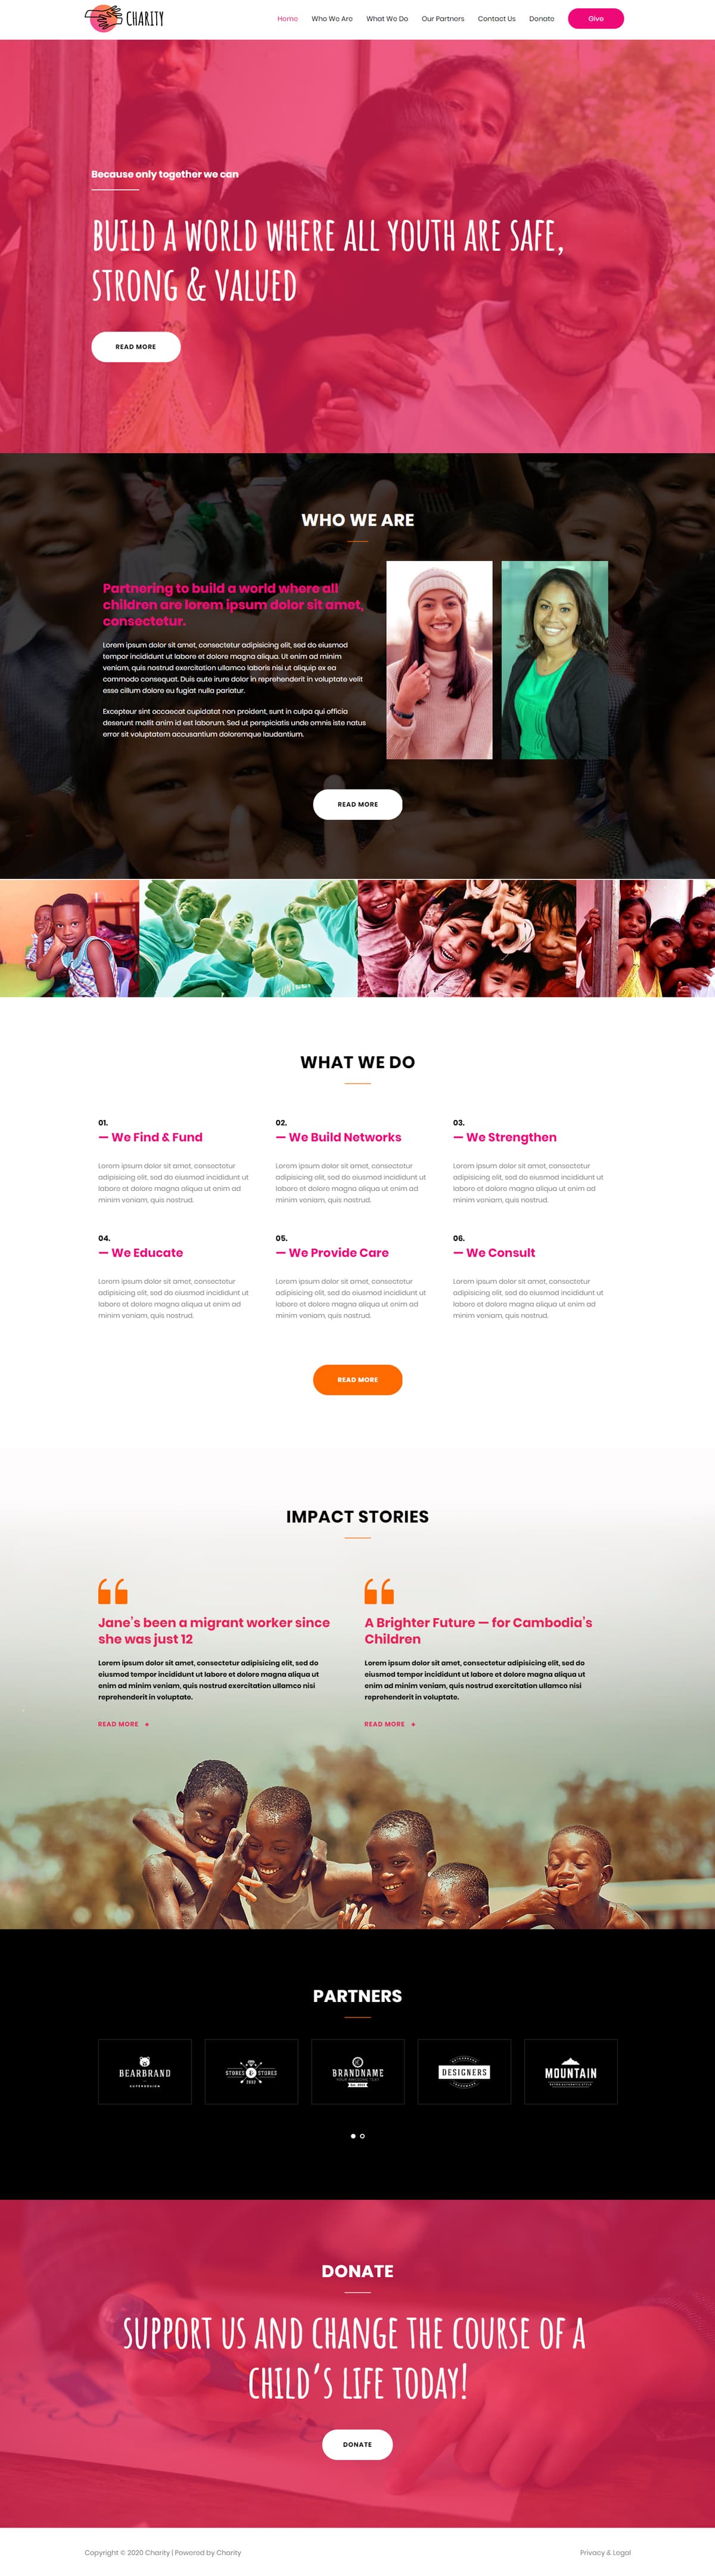 CHARITY
Home Who We Are What We Do Our Partners Contact Us Donate Give
Because only together we can
BUILD A WORLD WHERE ALL YOUTH ARE SAFE,
STRONG & VALUED
READ MORE
WHO WE ARE
Partnering to build a world where all
children are lorem ipsum dolor sit amet,
consectetur.
Lorem ipsum dolor sit amet, consectetur adipisicing elit, sed do eiusmod
tempor incididunt ut labore et dolore magna aliqua. Ut enim ad minim
veniam, quis nostrud exercitation ullamco laboris nisi ut aliquip ex ea
commodo consequat. Duis aute irure dolor in reprehenderit in voluptate velit
esse cillum dolore eu fugiat nulla pariatur.
Excepteur sint occaecat cupidatat non proident, sunt in culpa qui officia
deserunt mollit anim id est laborum. Sed ut perspiciatis unde omnis iste natus
error sit voluptatem accusantium doloremque laudantium.
READ MORE
WHAT WE DO
01.
— We Find & Fund
Lorem ipsum dolor sit amet, consectetur
adipisicing elit, sed do eiusmod incididunt ut
labore et dolore magna aliqua ut enim ad
minim veniam, quis nostrud.
02.
— We Build Networks
Lorem ipsum dolor sit amet, consectetur
adipisicing elit, sed do eiusmod incididunt ut
labore et dolore magna aliqua ut enim ad
minim veniam, quis nostrud.
03.
— We Strengthen
Lorem ipsum dolor sit amet, consectetur
adipisicing elit, sed do eiusmod incididunt ut
labore et dolore magna aliqua ut enim ad
minim veniam, quis nostrud.
04.
— We Educate
Lorem ipsum dolor sit amet, consectetur
adipisicing elit, sed do eiusmod incididunt ut
labore et dolore magna aliqua ut enim ad
minim veniam, quis nostrud.
05.
— We Provide Care
Lorem ipsum dolor sit amet, consectetur
adipisicing elit, sed do eiusmod incididunt ut
labore et dolore magna aliqua ut enim ad
minim veniam, quis nostrud.
06.
— We Consult
Lorem ipsum dolor sit amet, consectetur
adipisicing elit, sed do eiusmod incididunt ut
labore et dolore magna aliqua ut enim ad
minim veniam, quis nostrud.
READ MORE
IMPACT STORIES
Jane's been a migrant worker since
she was just 12
Lorem ipsum dolor sit amet, consectetur adipisicing elit, sed do
eiusmod tempor incididunt ut labore et dolore magna aliqua ut
enim ad minim veniam, quis nostrud exercitation ullamco nisi
reprehenderit in voluptate.
READ MORE +
A Brighter Future — for Cambodia's
Children
Lorem ipsum dolor sit amet, consectetur adipisicing elit, sed do
eiusmod tempor incididunt ut labore et dolore magna aliqua ut
enim ad minim veniam, quis nostrud exercitation ullamco nisi
reprehenderit in voluptate.
READ MORE +
PARTNERS
BEARBRAND
STORES & STORES
BRANDNAME
DESIGNERS
MOUNTAIN
DONATE
SUPPORT US AND CHANGE THE COURSE OF A
CHILD'S LIFE TODAY!
DONATE
Copyright © 2020 Charity | Powered by Charity
Privacy & Legal